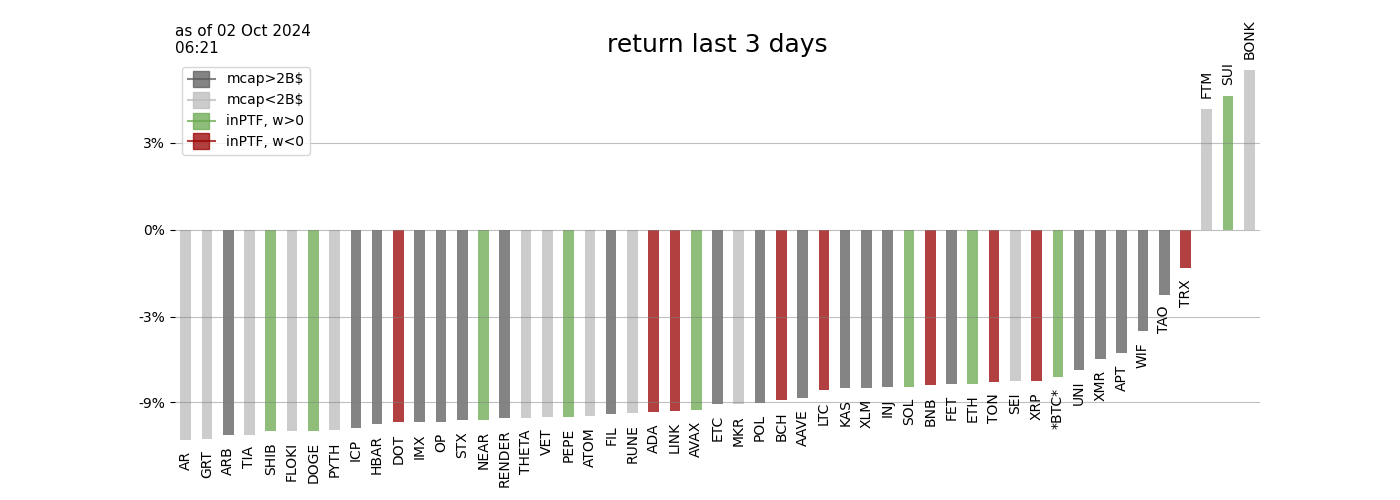 as of 02 Oct 2024
06:21
return last 3 days
mcap>2B$
mcap<2B$
inPTF, w>0
inPTF, w<0
3%
0%
-3%
-9%
AR
GRT
ARB
TIA
SHIB
FLOKI
DOGE
PYTH
ICP
HBAR
DOT
IMX
OP
STX
NEAR
RENDER
THETA
VET
PEPE
ATOM
FIL
RUNE
ADA
LINK
AVAX
ETC
MKR
POL
BCH
AAVE
LTC
KAS
XLM
INJ
SOL
BNB
FET
ETH
TON
SEI
XRP
*BTC*
UNI
XMR
APT
WIF
TAO
TRX
FTM
SUI
BONK